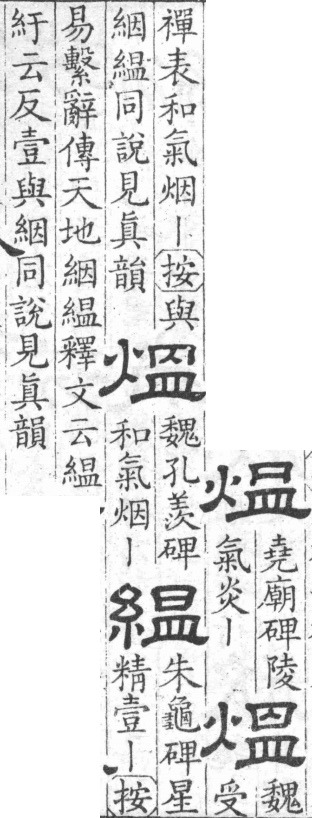 煴
堯廟碑陵
氣炎丨
熅
魏
受
禪表和氣烟丨按與
絪縕同說見眞韻
熅
魏孔羨碑
和氣烟丨
縕
朱龜碑星
精壹丨按
易繫辭傳天地絪縕釋文云縕
紆云反壹與絪同說見眞韻